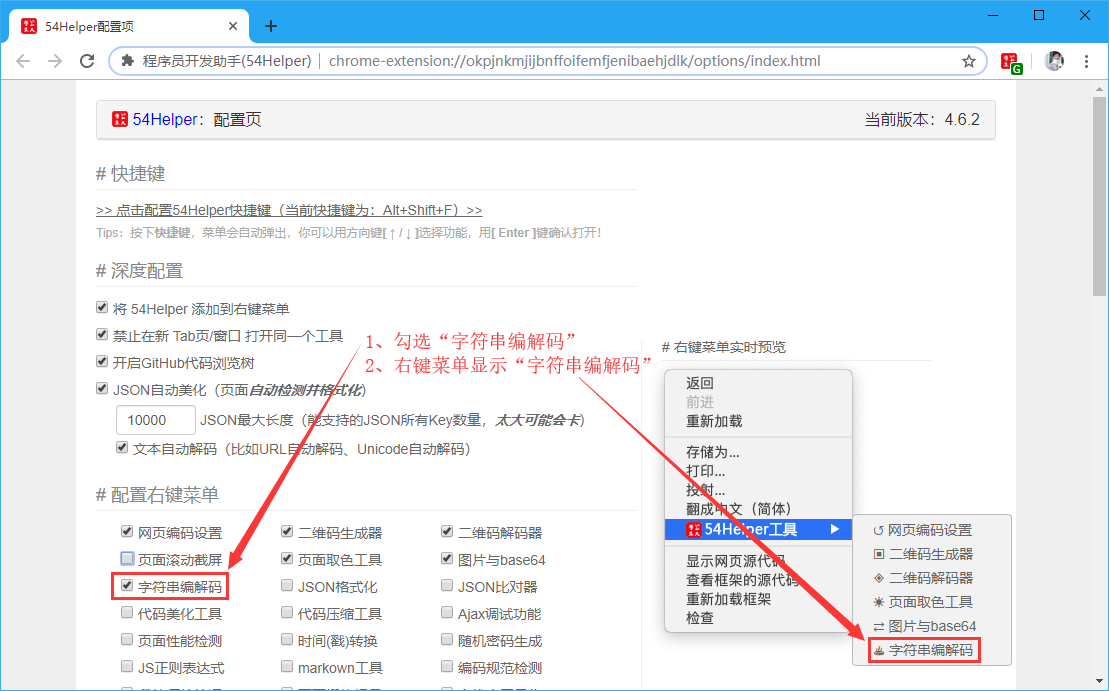 54Helper配置项
程序员开发助手(54Helper)
chrome-extension://okpjnkmjijbnffoifemfjenibaehjdlk/options/index.html
G
54Helper：配置页
当前版本：4.6.2
# 快捷键
>> 点击配置54Helper快捷键（当前快捷键为：Alt+Shift+F）>>
Tips：按下快捷键，菜单会自动弹出，你可以用方向键[ ↑ / ↓ ]选择功能，用[ Enter ]键确认打开！
# 深度配置
将 54Helper 添加到右键菜单
禁止在新 Tab页/窗口 打开同一个工具
开启GitHub代码浏览树
JSON自动美化（页面自动检测并格式化）
10000 JSON最大长度（能支持的JSON所有Key数量，太大可能会卡）
文本自动解码（比如URL自动解码、Unicode自动解码）
1、勾选“字符串编解码”
2、右键菜单显示“字符串编解码”
# 配置右键菜单
网页编码设置 二维码生成器 二维码解码器
页面滚动截屏 页面取色工具 图片与base64
字符串编解码 JSON格式化 JSON比对器
代码美化工具 代码压缩工具 Ajax调试功能
页面性能检测 时间(戳)转换 随机密码生成
JS正则表达式 markown工具 编码规范检测
# 右键菜单实时预览
返回
前进
重新加载
存储为...
打印...
投射...
翻成中文（简体）
54Helper工具
显示网页源代码
查看框架的源代码
重新加载框架
检查
网页编码设置
二维码生成器
二维码解码器
页面取色工具
图片与base64
字符串编解码